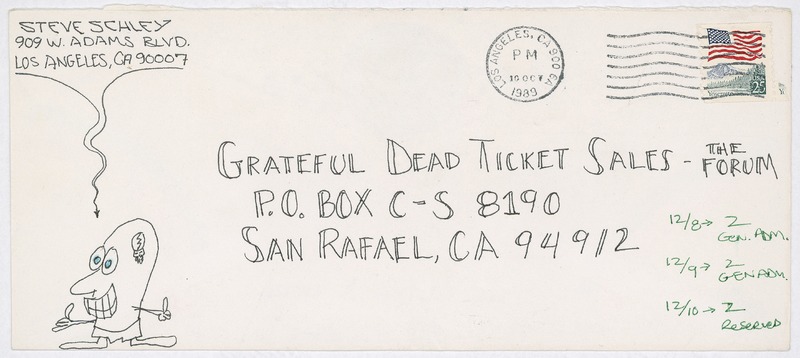 STEVE SCHLEY
909 W. ADAMS BLVD.
LOS ANGELES, CA 90007
LOS ANGELES, CA 900
PM
1989
25
GRATEFUL DEAD TICKET SALES - THE FORUM
P.O. BOX C-S 8190
SAN RAFAEL, CA 94912
12/8→ 2
GEN. ADM.
12/9→ 2
GEN ADM.
12/10→ 2
RESERVED